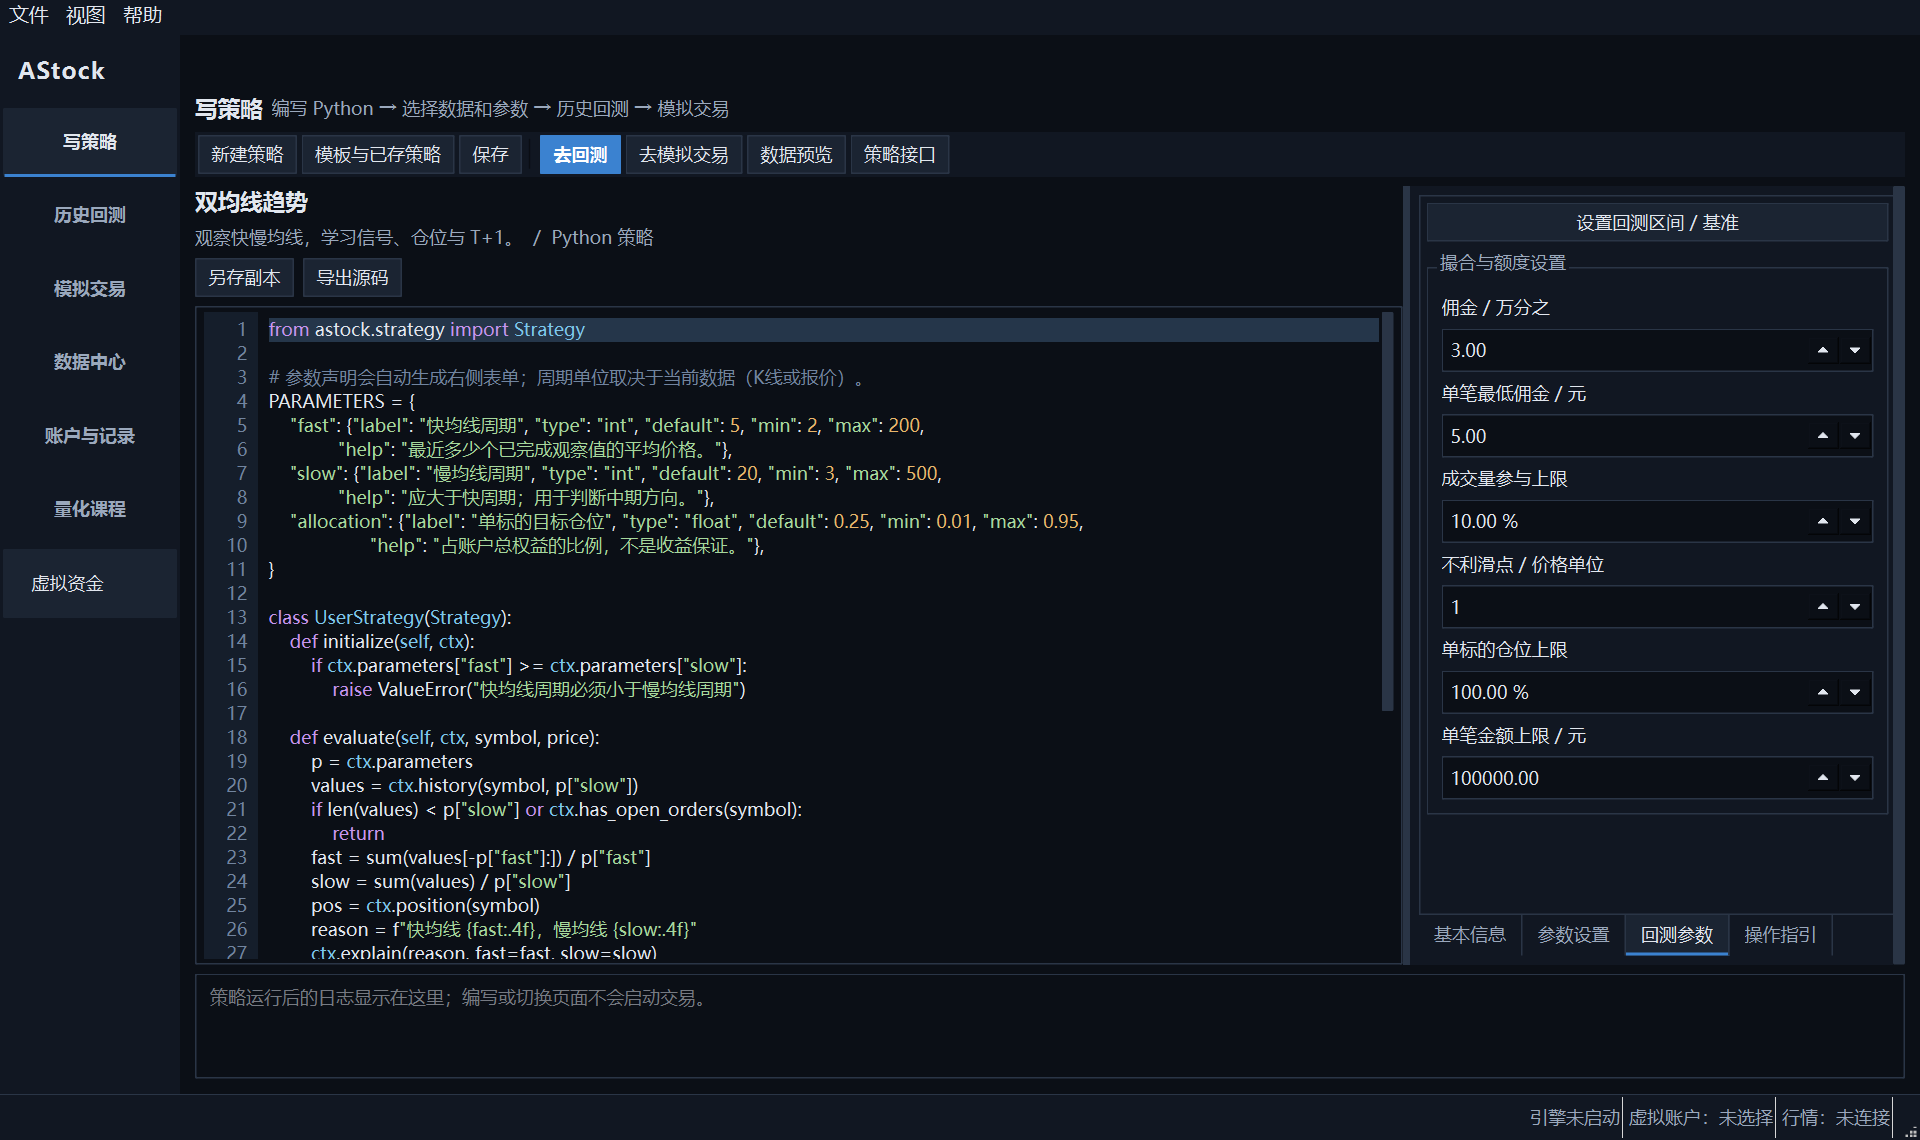 文件 视图 帮助
AStock
写策略
历史回测
模拟交易
数据中心
账户与记录
量化课程
虚拟资金
写策略 编写 Python → 选择数据和参数 → 历史回测 → 模拟交易
新建策略 模板与已存策略 保存 去回测 去模拟交易 数据预览 策略接口
双均线趋势
观察快慢均线，学习信号、仓位与 T+1。 / Python 策略
另存副本 导出源码
1 from astock.strategy import Strategy
2
3 # 参数声明会自动生成右侧表单；周期单位取决于当前数据（K线或报价）。
4 PARAMETERS = {
5 "fast": {"label": "快均线周期", "type": "int", "default": 5, "min": 2, "max": 200,
6 "help": "最近多少个已完成观察值的平均价格。"},
7 "slow": {"label": "慢均线周期", "type": "int", "default": 20, "min": 3, "max": 500,
8 "help": "应大于快周期；用于判断中期方向。"},
9 "allocation": {"label": "单标的目标仓位", "type": "float", "default": 0.25, "min": 0.01, "max": 0.95,
10 "help": "占账户总权益的比例，不是收益保证。"},
11 }
12
13 class UserStrategy(Strategy):
14 def initialize(self, ctx):
15 if ctx.parameters["fast"] >= ctx.parameters["slow"]:
16 raise ValueError("快均线周期必须小于慢均线周期")
17
18 def evaluate(self, ctx, symbol, price):
19 p = ctx.parameters
20 values = ctx.history(symbol, p["slow"])
21 if len(values) < p["slow"] or ctx.has_open_orders(symbol):
22 return
23 fast = sum(values[-p["fast"]:]) / p["fast"]
24 slow = sum(values) / p["slow"]
25 pos = ctx.position(symbol)
26 reason = f"快均线 {fast:.4f}，慢均线 {slow:.4f}"
27 ctx.explain(reason, fast=fast, slow=slow)
设置回测区间 / 基准
撮合与额度设置
佣金 / 万分之
3.00
单笔最低佣金 / 元
5.00
成交量参与上限
10.00 %
不利滑点 / 价格单位
1
单标的仓位上限
100.00 %
单笔金额上限 / 元
100000.00
基本信息 参数设置 回测参数 操作指引
策略运行后的日志显示在这里；编写或切换页面不会启动交易。
引擎未启动 虚拟账户：未选择 行情：未连接